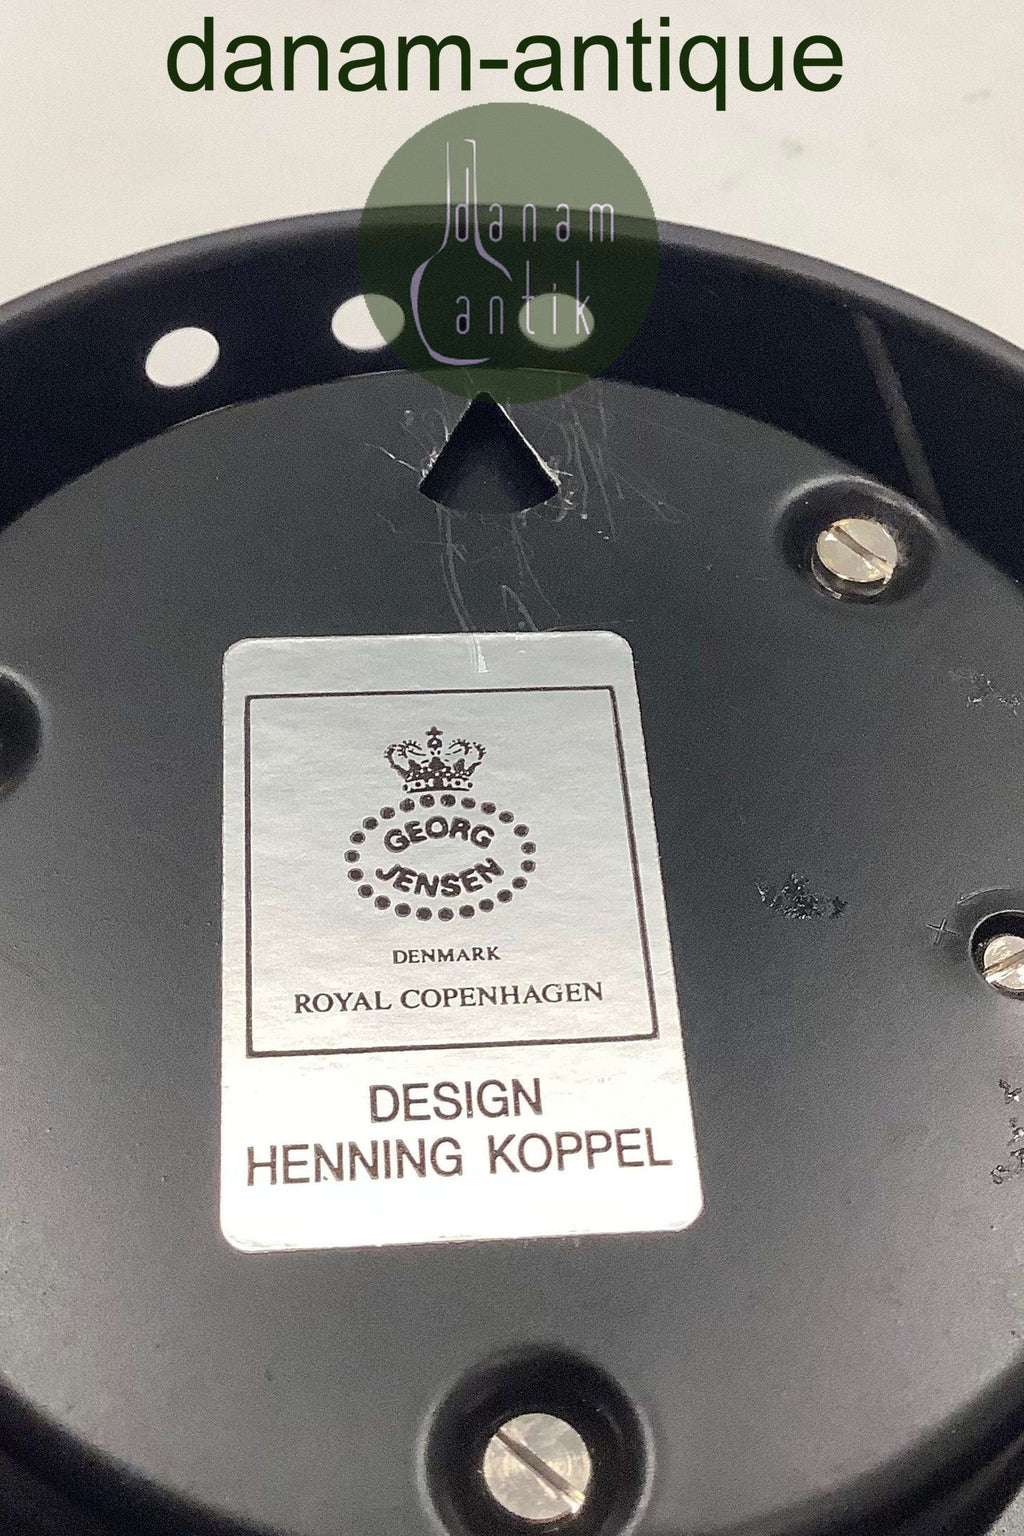 danam-antique
danam
antik
GEORG
JENSEN
DENMARK
ROYAL COPENHAGEN
DESIGN
HENNING KOPPEL